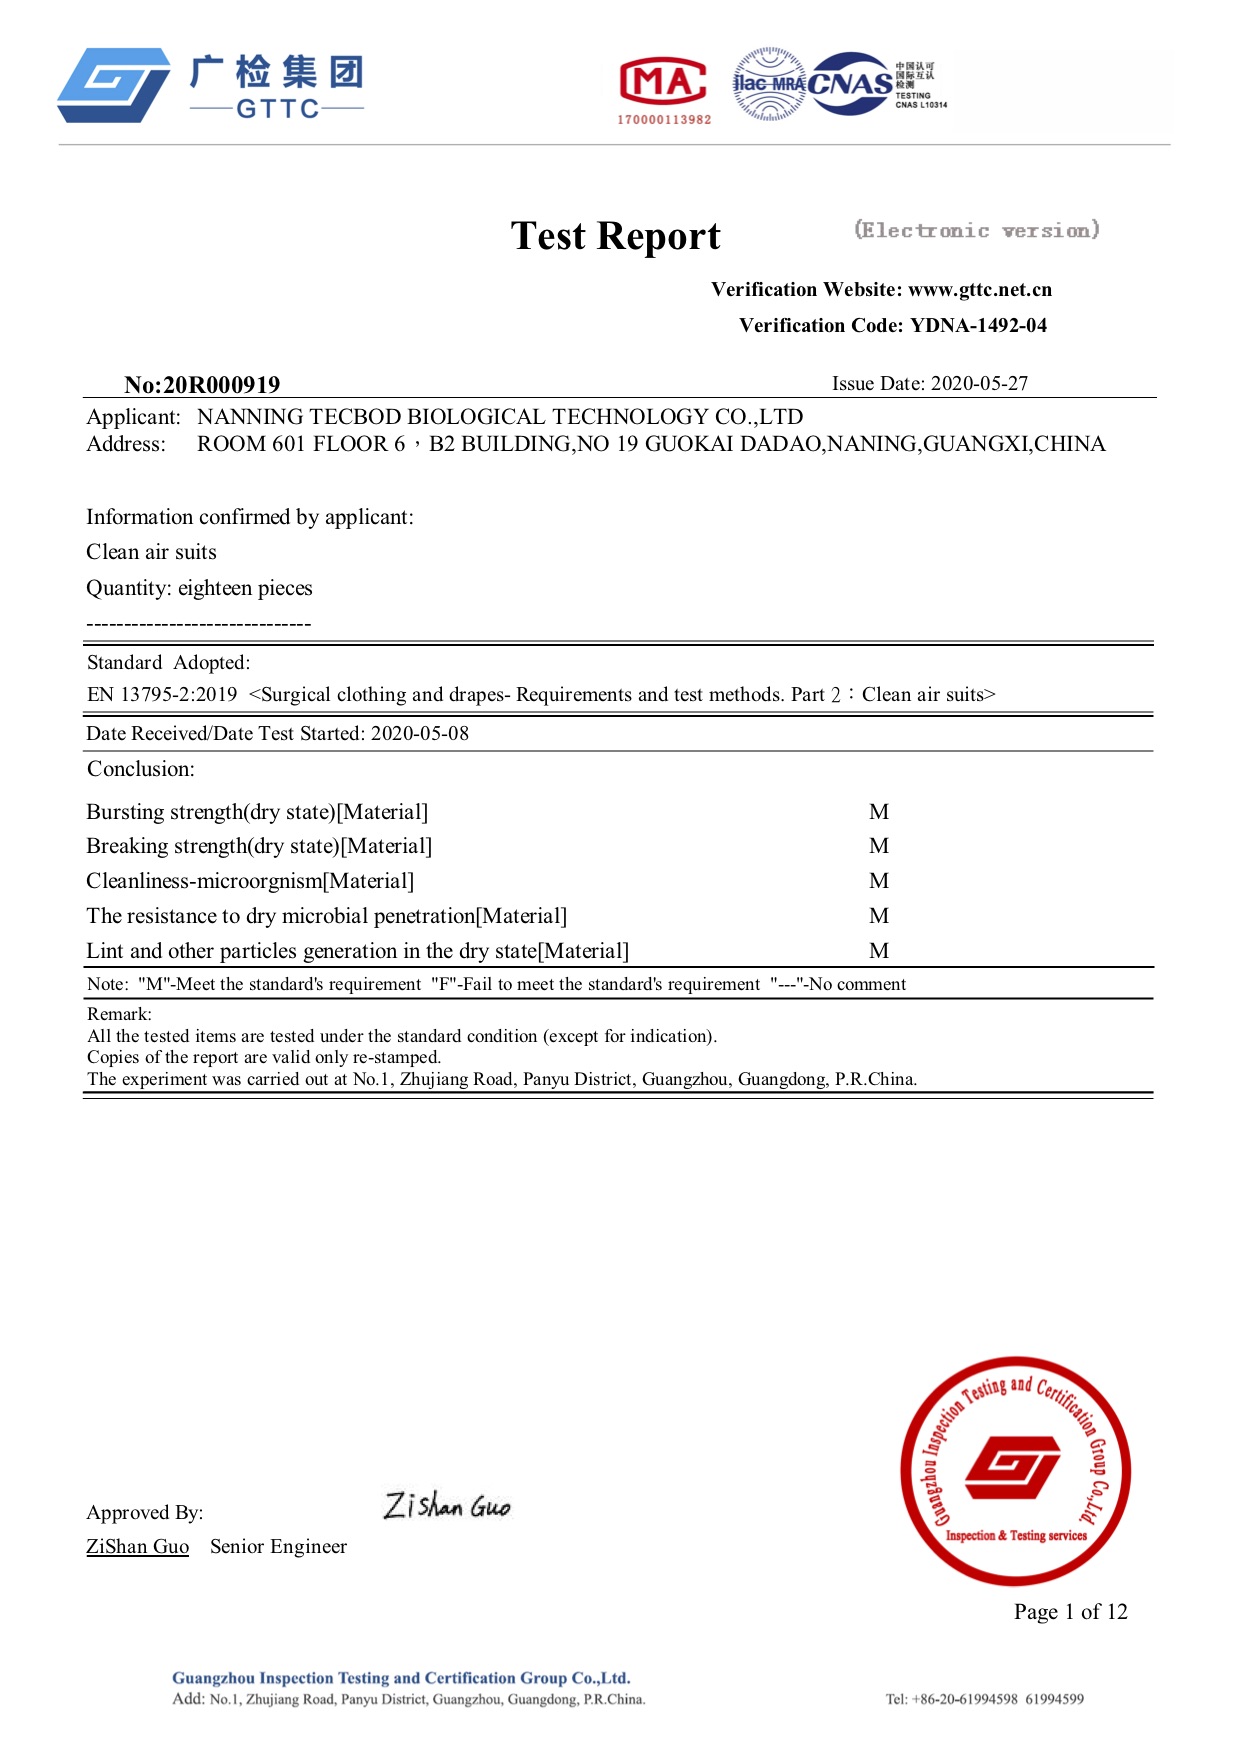 广检集团
GTTC
MA
170000113982
ilac-MRA
CNAS
中国认可
国际互认
检测
TESTING
CNAS L10314
Test Report
(Electronic version)
Verification Website: www.gttc.net.cn
Verification Code: YDNA-1492-04
No:20R000919 Issue Date: 2020-05-27
Applicant: NANNING TECBOD BIOLOGICAL TECHNOLOGY CO.,LTD
Address: ROOM 601 FLOOR 6，B2 BUILDING,NO 19 GUOKAI DADAO,NANING,GUANGXI,CHINA
Information confirmed by applicant:
Clean air suits
Quantity: eighteen pieces
------------------------------
Standard Adopted:
EN 13795-2:2019 <Surgical clothing and drapes- Requirements and test methods. Part 2：Clean air suits>
Date Received/Date Test Started: 2020-05-08
Conclusion:
Bursting strength(dry state)[Material] M
Breaking strength(dry state)[Material] M
Cleanliness-microorgnism[Material] M
The resistance to dry microbial penetration[Material] M
Lint and other particles generation in the dry state[Material] M
Note: "M"-Meet the standard's requirement "F"-Fail to meet the standard's requirement "---"-No comment
Remark:
All the tested items are tested under the standard condition (except for indication).
Copies of the report are valid only re-stamped.
The experiment was carried out at No.1, Zhujiang Road, Panyu District, Guangzhou, Guangdong, P.R.China.
Guangzhou Inspection Testing and Certification Group Co.,Ltd.
Inspection & Testing services
Approved By: ZiShan Guo
ZiShan Guo Senior Engineer
Page 1 of 12
Guangzhou Inspection Testing and Certification Group Co.,Ltd.
Add: No.1, Zhujiang Road, Panyu District, Guangzhou, Guangdong, P.R.China. Tel: +86-20-61994598 61994599